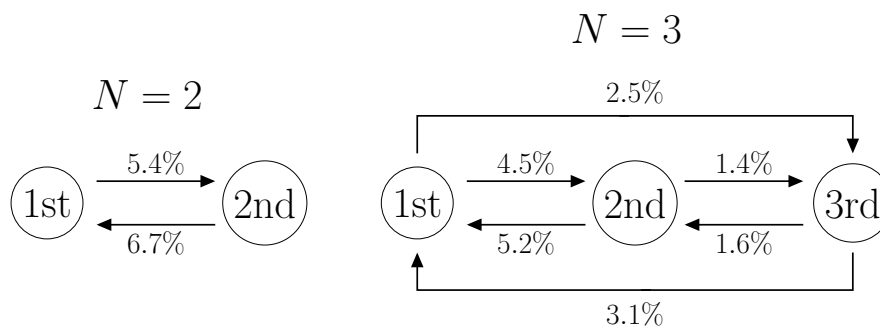 N = 2
5.4%
1st 2nd
6.7%
N = 3
2.5%
4.5% 1.4%
1st 2nd 3rd
5.2% 1.6%
3.1%